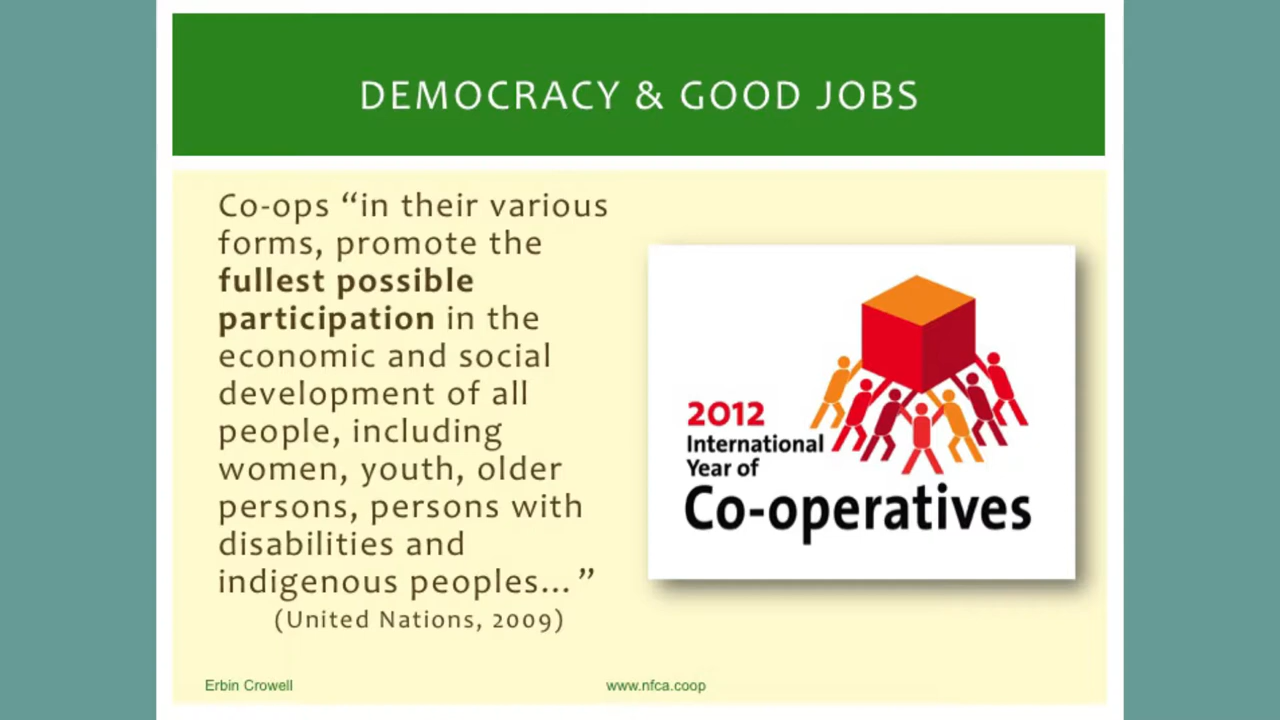 DEMOCRACY & GOOD JOBS
Co-ops “in their various
forms, promote the
fullest possible
participation in the
economic and social
development of all
people, including
women, youth, older
persons, persons with
disabilities and
indigenous peoples...”
(United Nations, 2009)
2012
International
Year of
Co-operatives
Erbin Crowell
www.nfca.coop